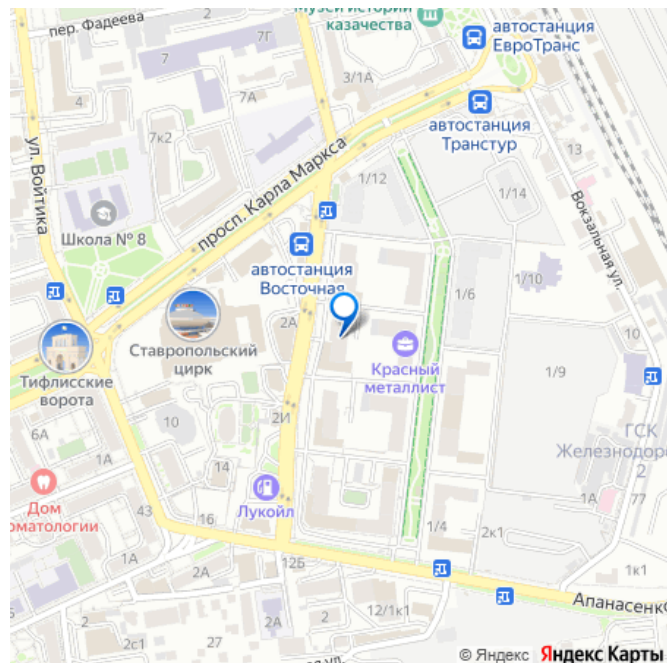 Музей истории
казачества
автостанция
ЕвроТранс
пер. Фадеева
2
7Г
7
4
7А
3/1А
автостанция
Транстур
7к2
13
ул. Войтика
просп. Карла Маркса
1/12
1/14
Вокзальная ул.
Школа № 8
автостанция
Восточная
1/10
1/6
2А
Ставропольский
цирк
10
Красный
металлист
Тифлисские
ворота
1/9
2И
6А
10
ГСК
Железнодоро
2
14
Дом
оматологии
Лукойл
1А
77
43
16
1/4
2к1
1А
12Б
2А
1к1
Апанасенко
12/1к1
2
2с1
27
ая ул.
© Яндекс Яндекс Карты